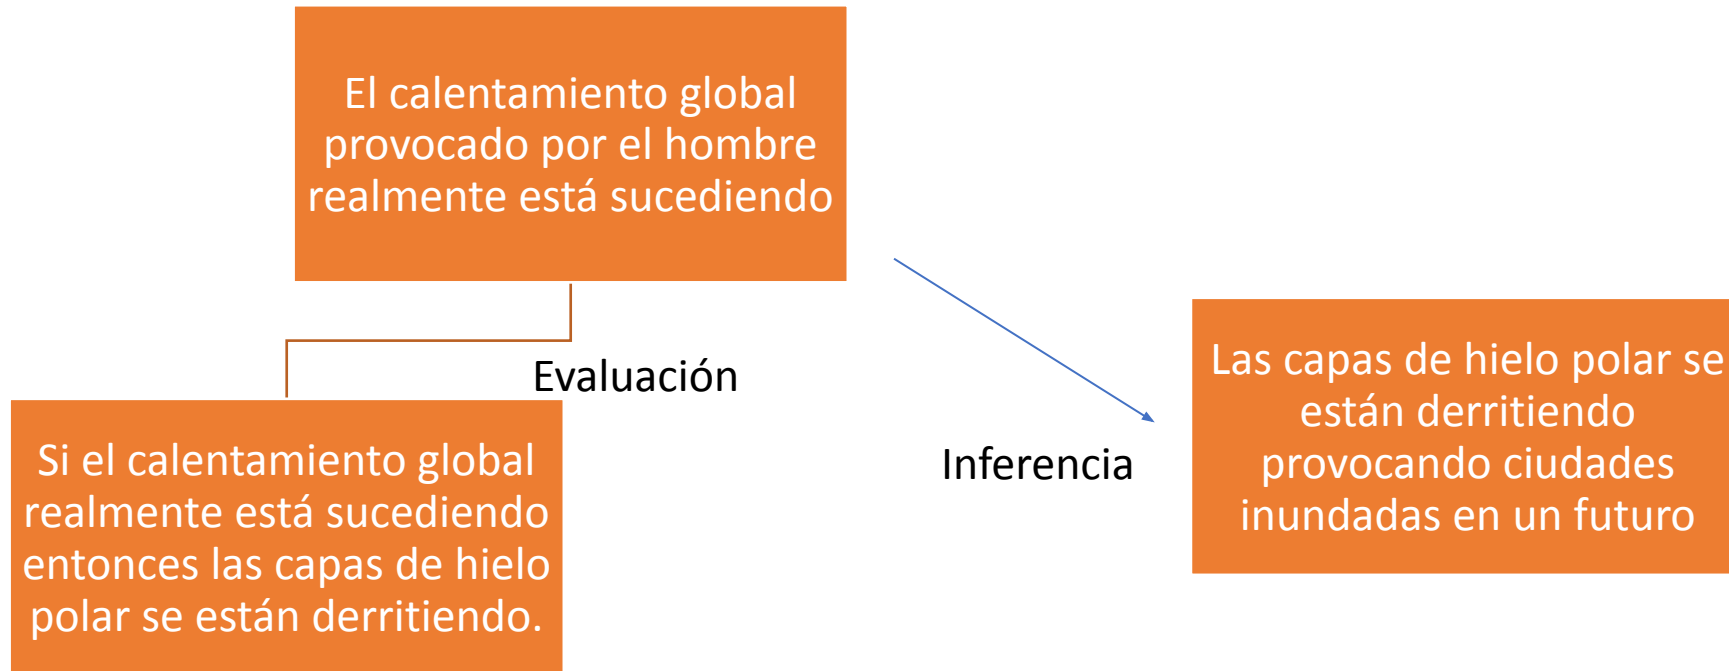 El calentamiento global
provocado por el hombre
realmente está sucediendo
Evaluación
Si el calentamiento global
realmente está sucediendo
entonces las capas de hielo
polar se están derritiendo.
Inferencia
Las capas de hielo polar se
están derritiendo
provocando ciudades
inundadas en un futuro